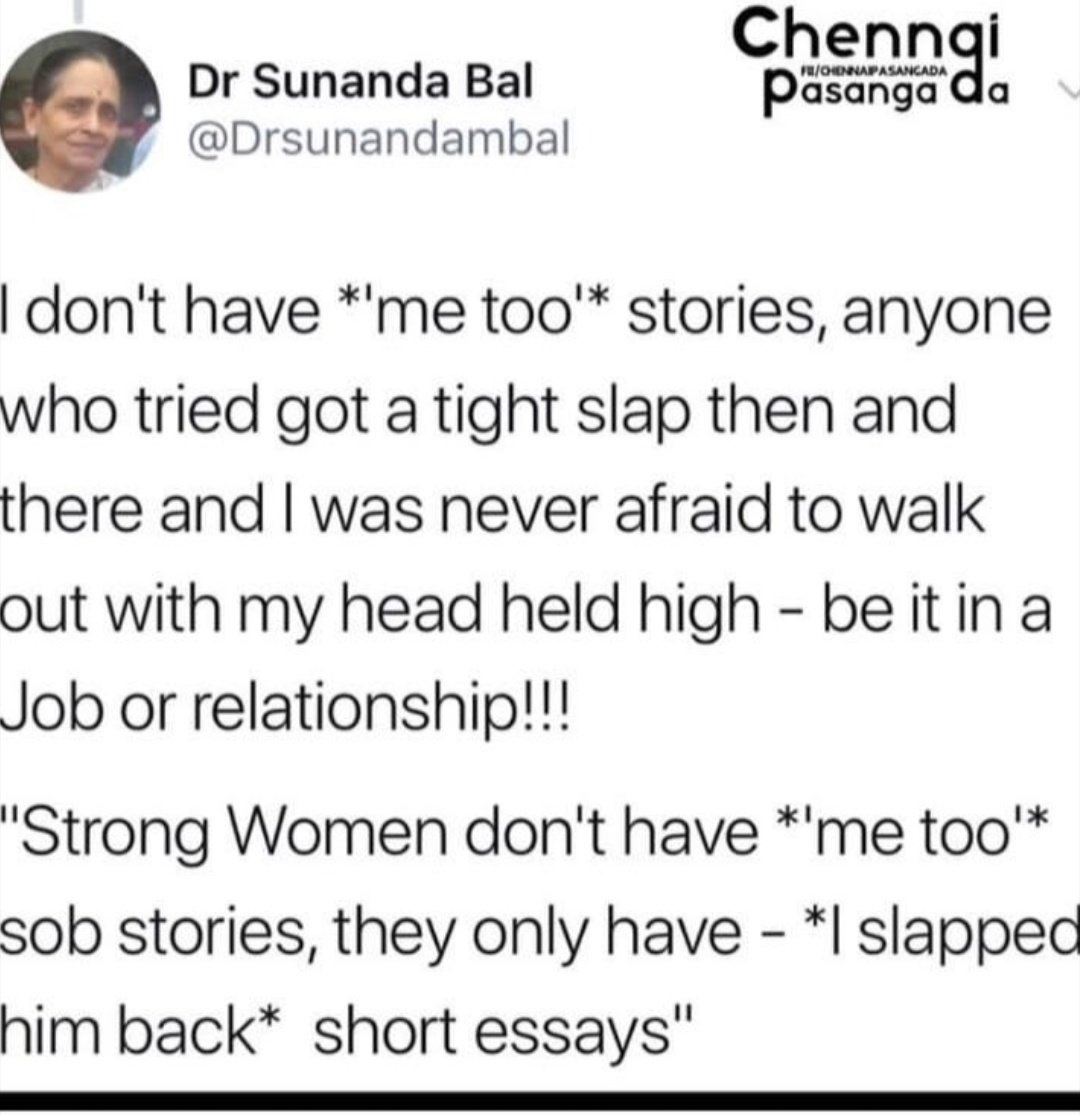 Chennai
FB/CHENNAIPASANGADA
Pasanga da
Dr Sunanda Bal
@Drsunandambal
I don't have *'me too'* stories, anyone
who tried got a tight slap then and
there and I was never afraid to walk
out with my head held high - be it in a
Job or relationship!!!
"Strong Women don't have *'me too'*
sob stories, they only have - *I slapped
him back*  short essays"